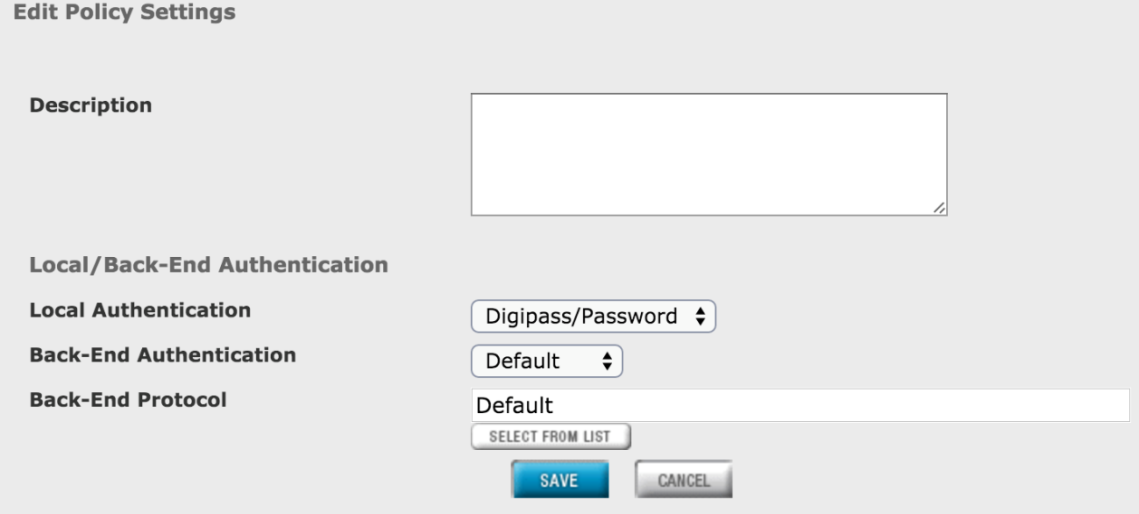 Edit Policy Settings
Description
Local/Back-End Authentication
Local Authentication
Digipass/Password
Back-End Authentication
Default
Back-End Protocol
Default
SELECT FROM LIST
SAVE
CANCEL